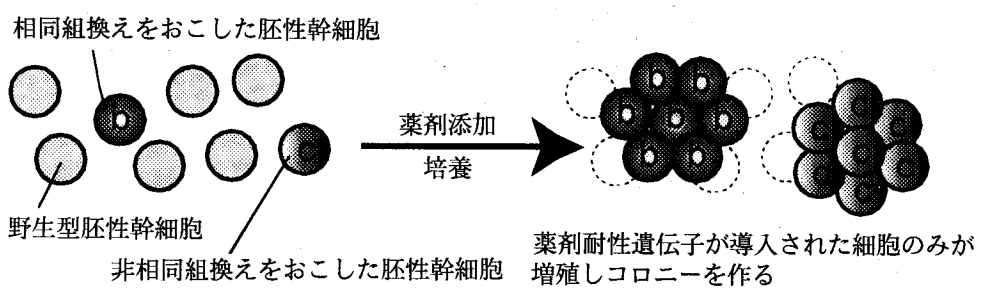 相同組換えをおこした胚性幹細胞
b
c
薬剤添加
培養
b b
b b b
b b
c c
c c c
c c
野生型胚性幹細胞
非相同組換えをおこした胚性幹細胞
薬剤耐性遺伝子が導入された細胞のみが
増殖しコロニーを作る